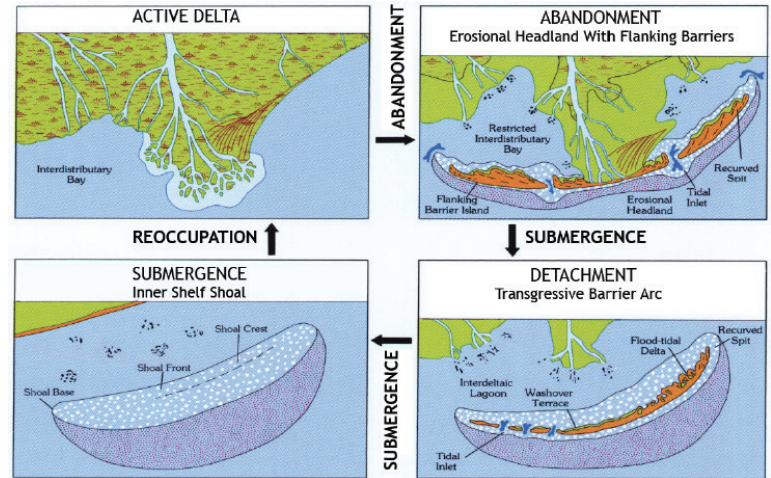 ACTIVE DELTA
Interdistributary
Bay
ABANDONMENT
ABANDONMENT
Erosional Headland With Flanking Barriers
Restricted
Interdistributary
Bay
Recurved
Spit
Tidal
Inlet
Flanking
Barrier Island
Erosional
Headland
REOCCUPATION
SUBMERGENCE
SUBMERGENCE
Inner Shelf Shoal
Shoal Crest
Shoal Front
Shoal Base
SUBMERGENCE
DETACHMENT
Transgressive Barrier Arc
Recurved
Spit
Flood-tidal
Delta
Interdeltaic
Lagoon
Washover
Terrace
Tidal
Inlet